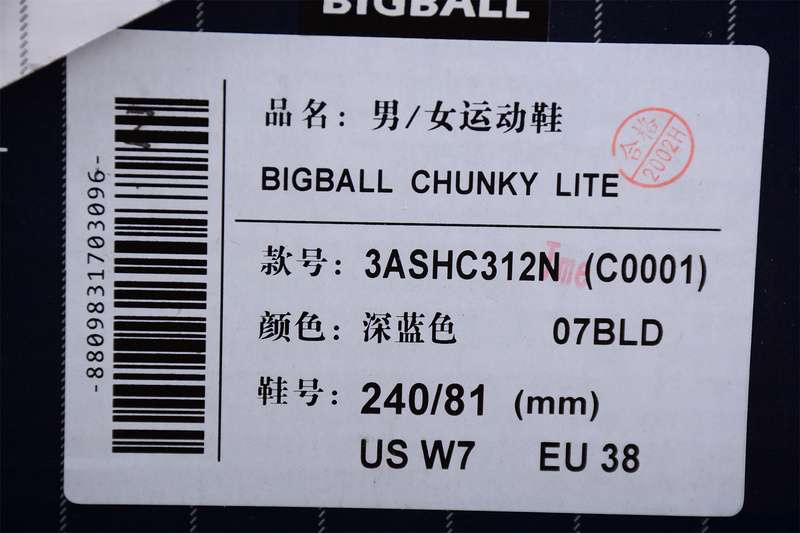 BIGBALL
品名：男/女运动鞋
BIGBALL CHUNKY LITE
合格
2002H
款号：3ASHC312N (C0001)
Tme
颜色：深蓝色 07BLD
鞋号：240/81 (mm)
US W7 EU 38
-8809831703096-